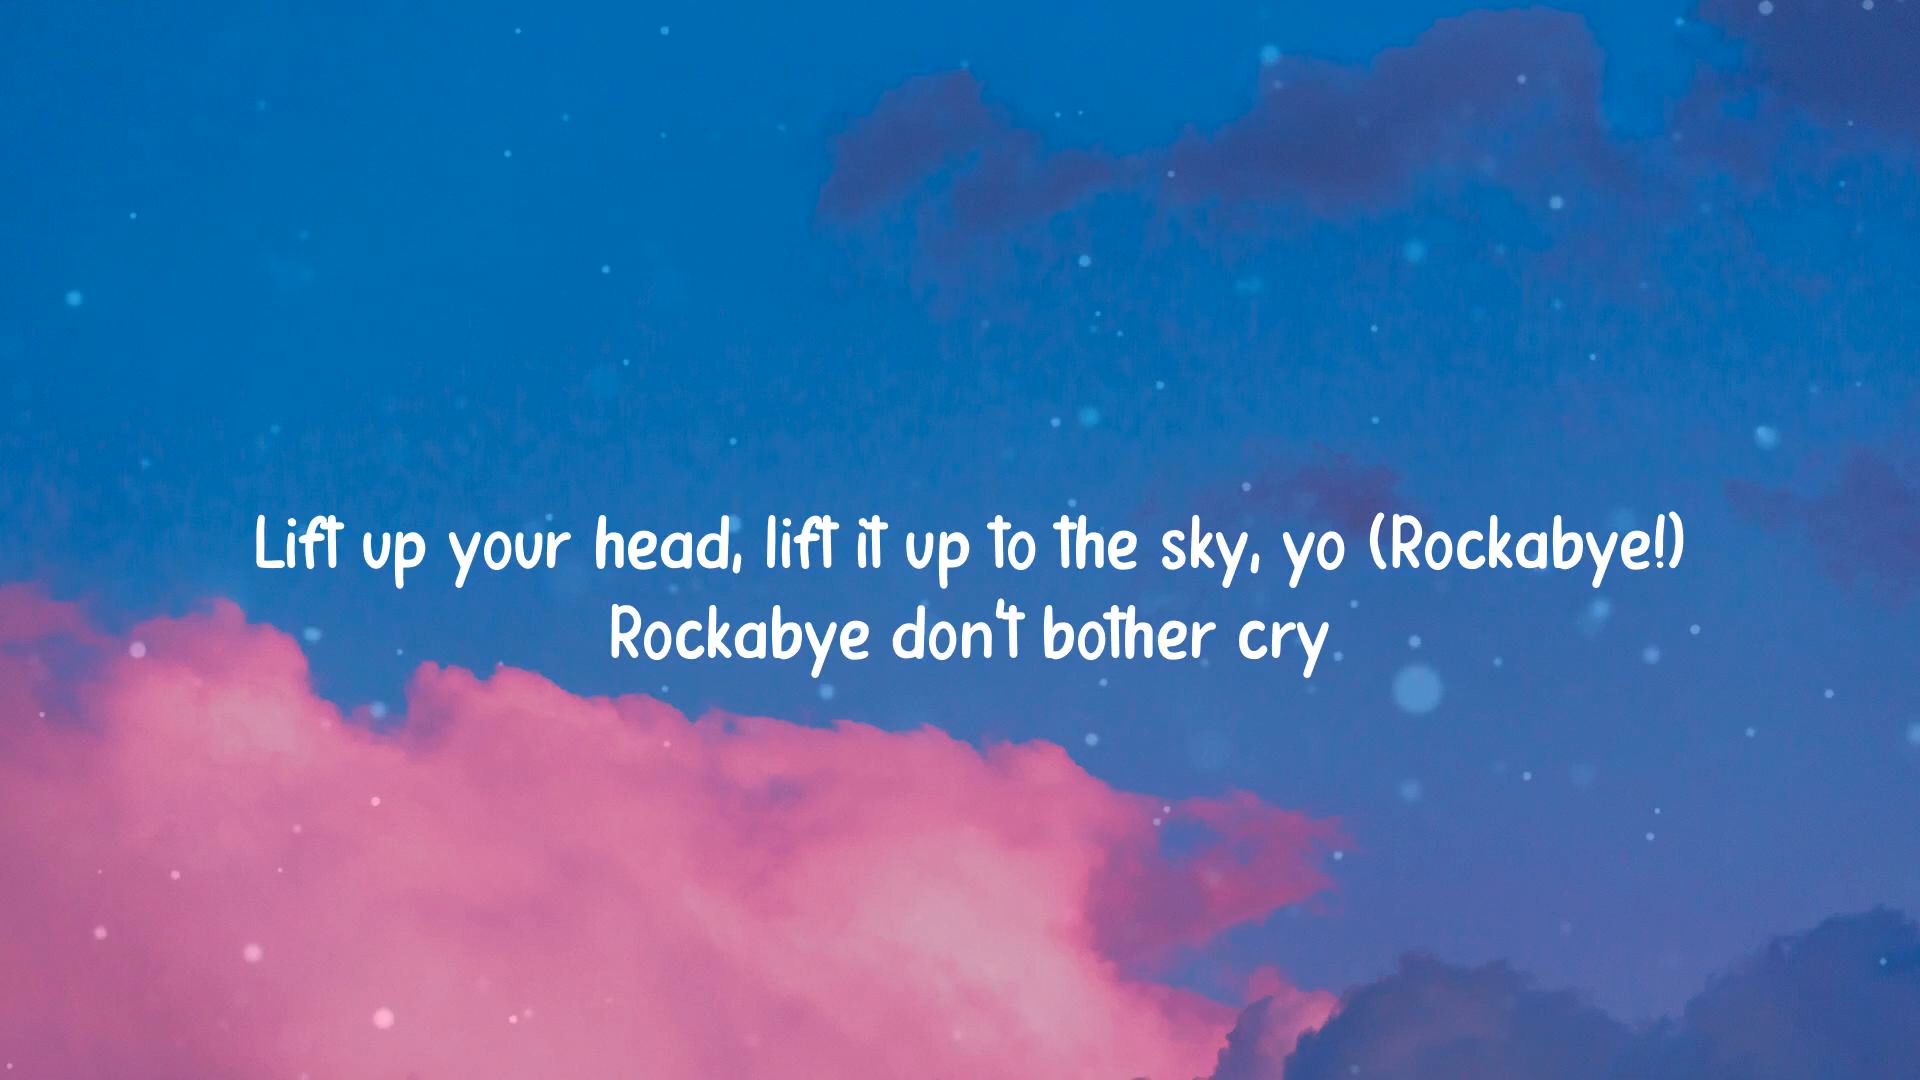 Lift up your head, lift it up to the sky, yo (Rockabye!)
Rockabye don't bother cry